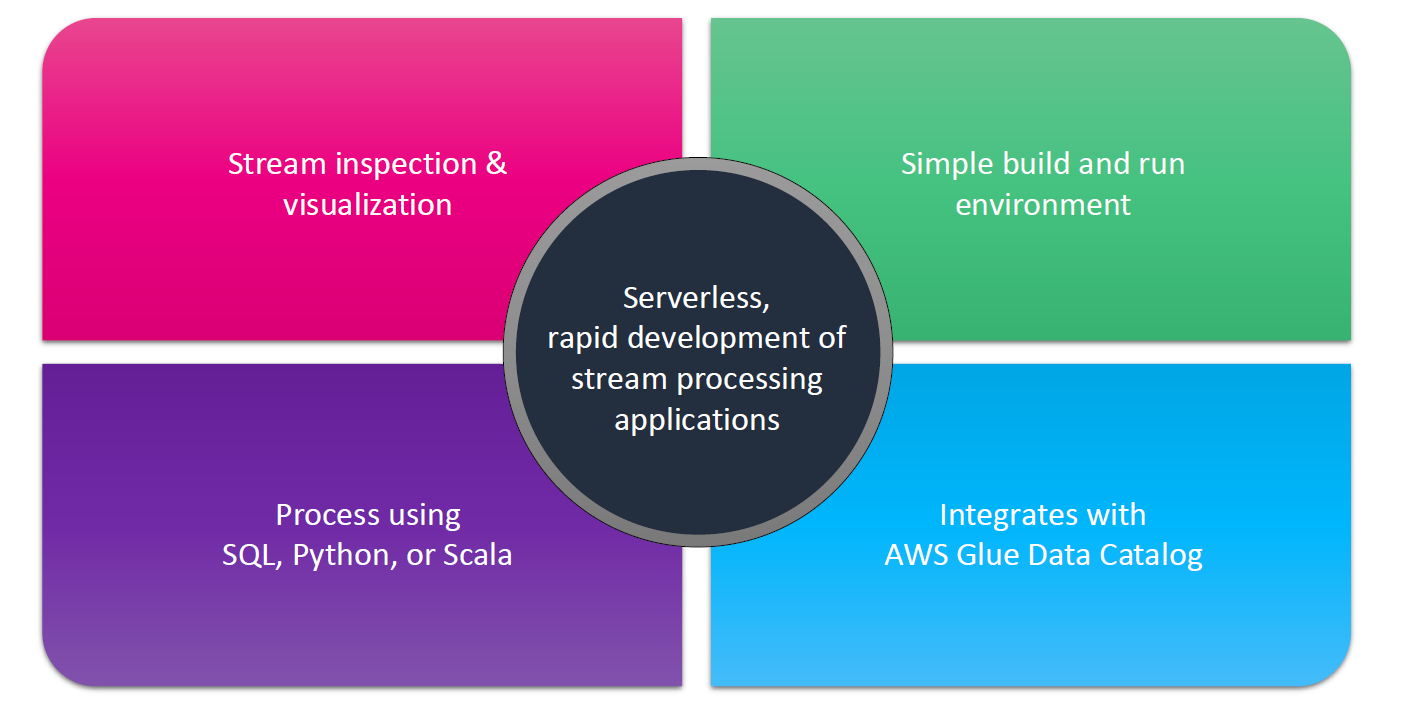 Stream inspection &
visualization
Simple build and run
environment
Serverless,
rapid development of
stream processing
applications
Process using
SQL, Python, or Scala
Integrates with
AWS Glue Data Catalog